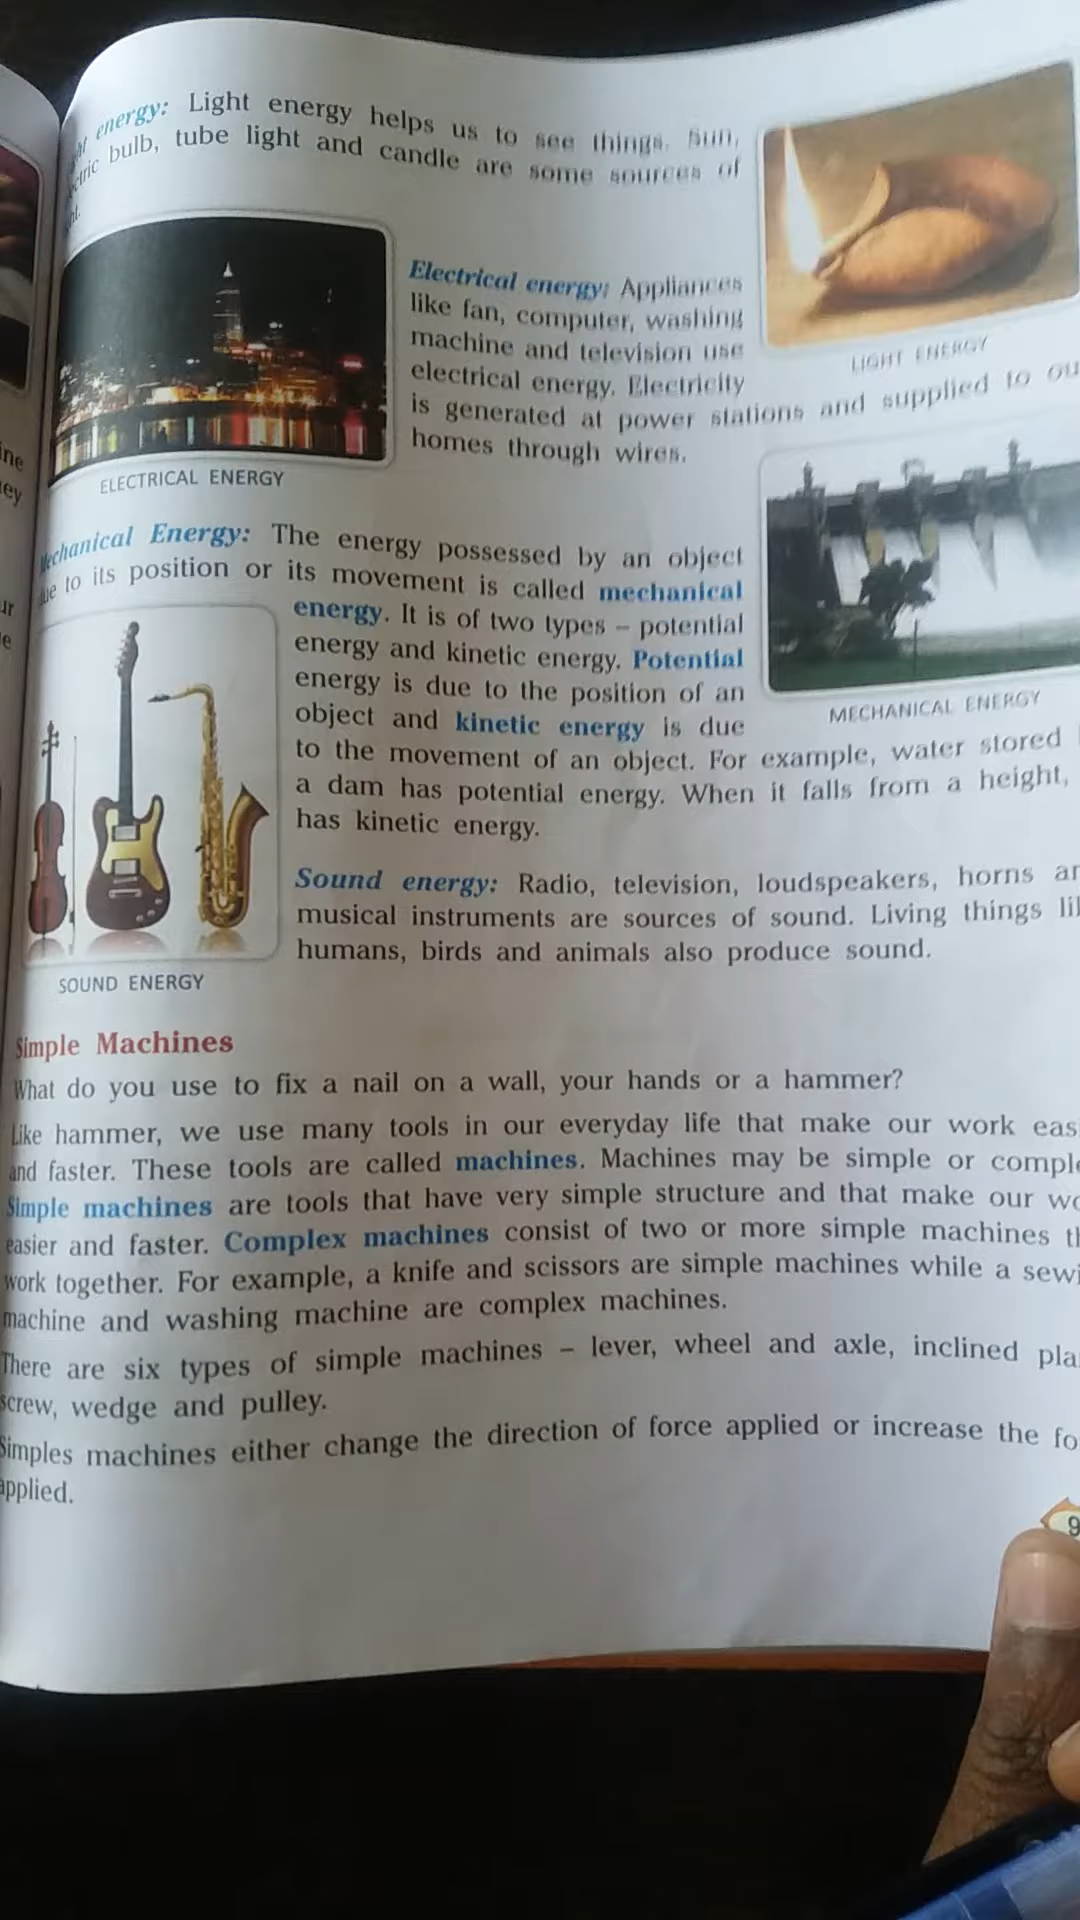 energy: Light energy helps us to see things. Sun,
bulb, tube light and candle are some sources of
LIGHT ENERGY
Electrical energy: Appliances
like fan, computer, washing
machine and television use
electrical energy. Electricity
is generated at power stations and supplied to
homes through wires.
ELECTRICAL ENERGY
Mechanical Energy: The energy possessed by an object
to its position or its movement is called mechanical
energy. It is of two types – potential
energy and kinetic energy. Potential
energy is due to the position of an
object and kinetic energy is due
to the movement of an object. For example, water stored
a dam has potential energy. When it falls from a height,
has kinetic energy.
MECHANICAL ENERGY
Sound energy: Radio, television, loudspeakers, horns
musical instruments are sources of sound. Living things
humans, birds and animals also produce sound.
SOUND ENERGY
Simple Machines
What do you use to fix a nail on a wall, your hands or a hammer?
Like hammer, we use many tools in our everyday life that make our work
and faster. These tools are called machines. Machines may be simple or
Simple machines are tools that have very simple structure and that make our
easier and faster. Complex machines consist of two or more simple machines
work together. For example, a knife and scissors are simple machines while a
machine and washing machine are complex machines.
There are six types of simple machines – lever, wheel and axle, inclined
screw, wedge and pulley.
Simples machines either change the direction of force applied or increase the
applied.